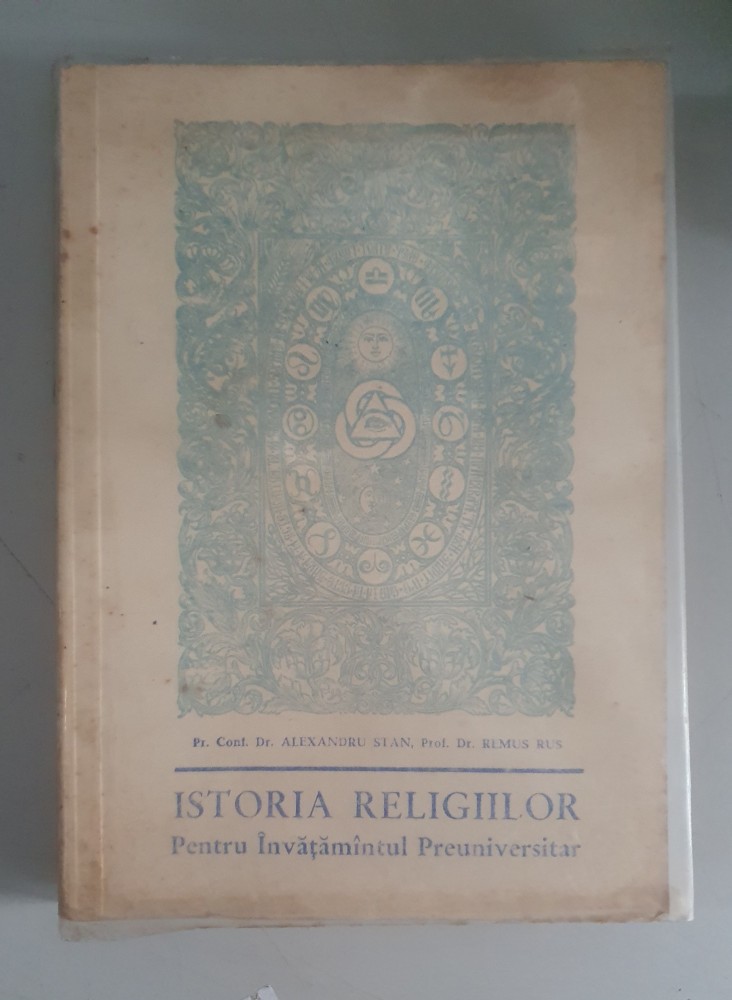 Pr. Conf. Dr. ALEXANDRU STAN, Prof. Dr. REMUS RUS
ISTORIA RELIGIILOR
Pentru Învățămîntul Preuniversitar